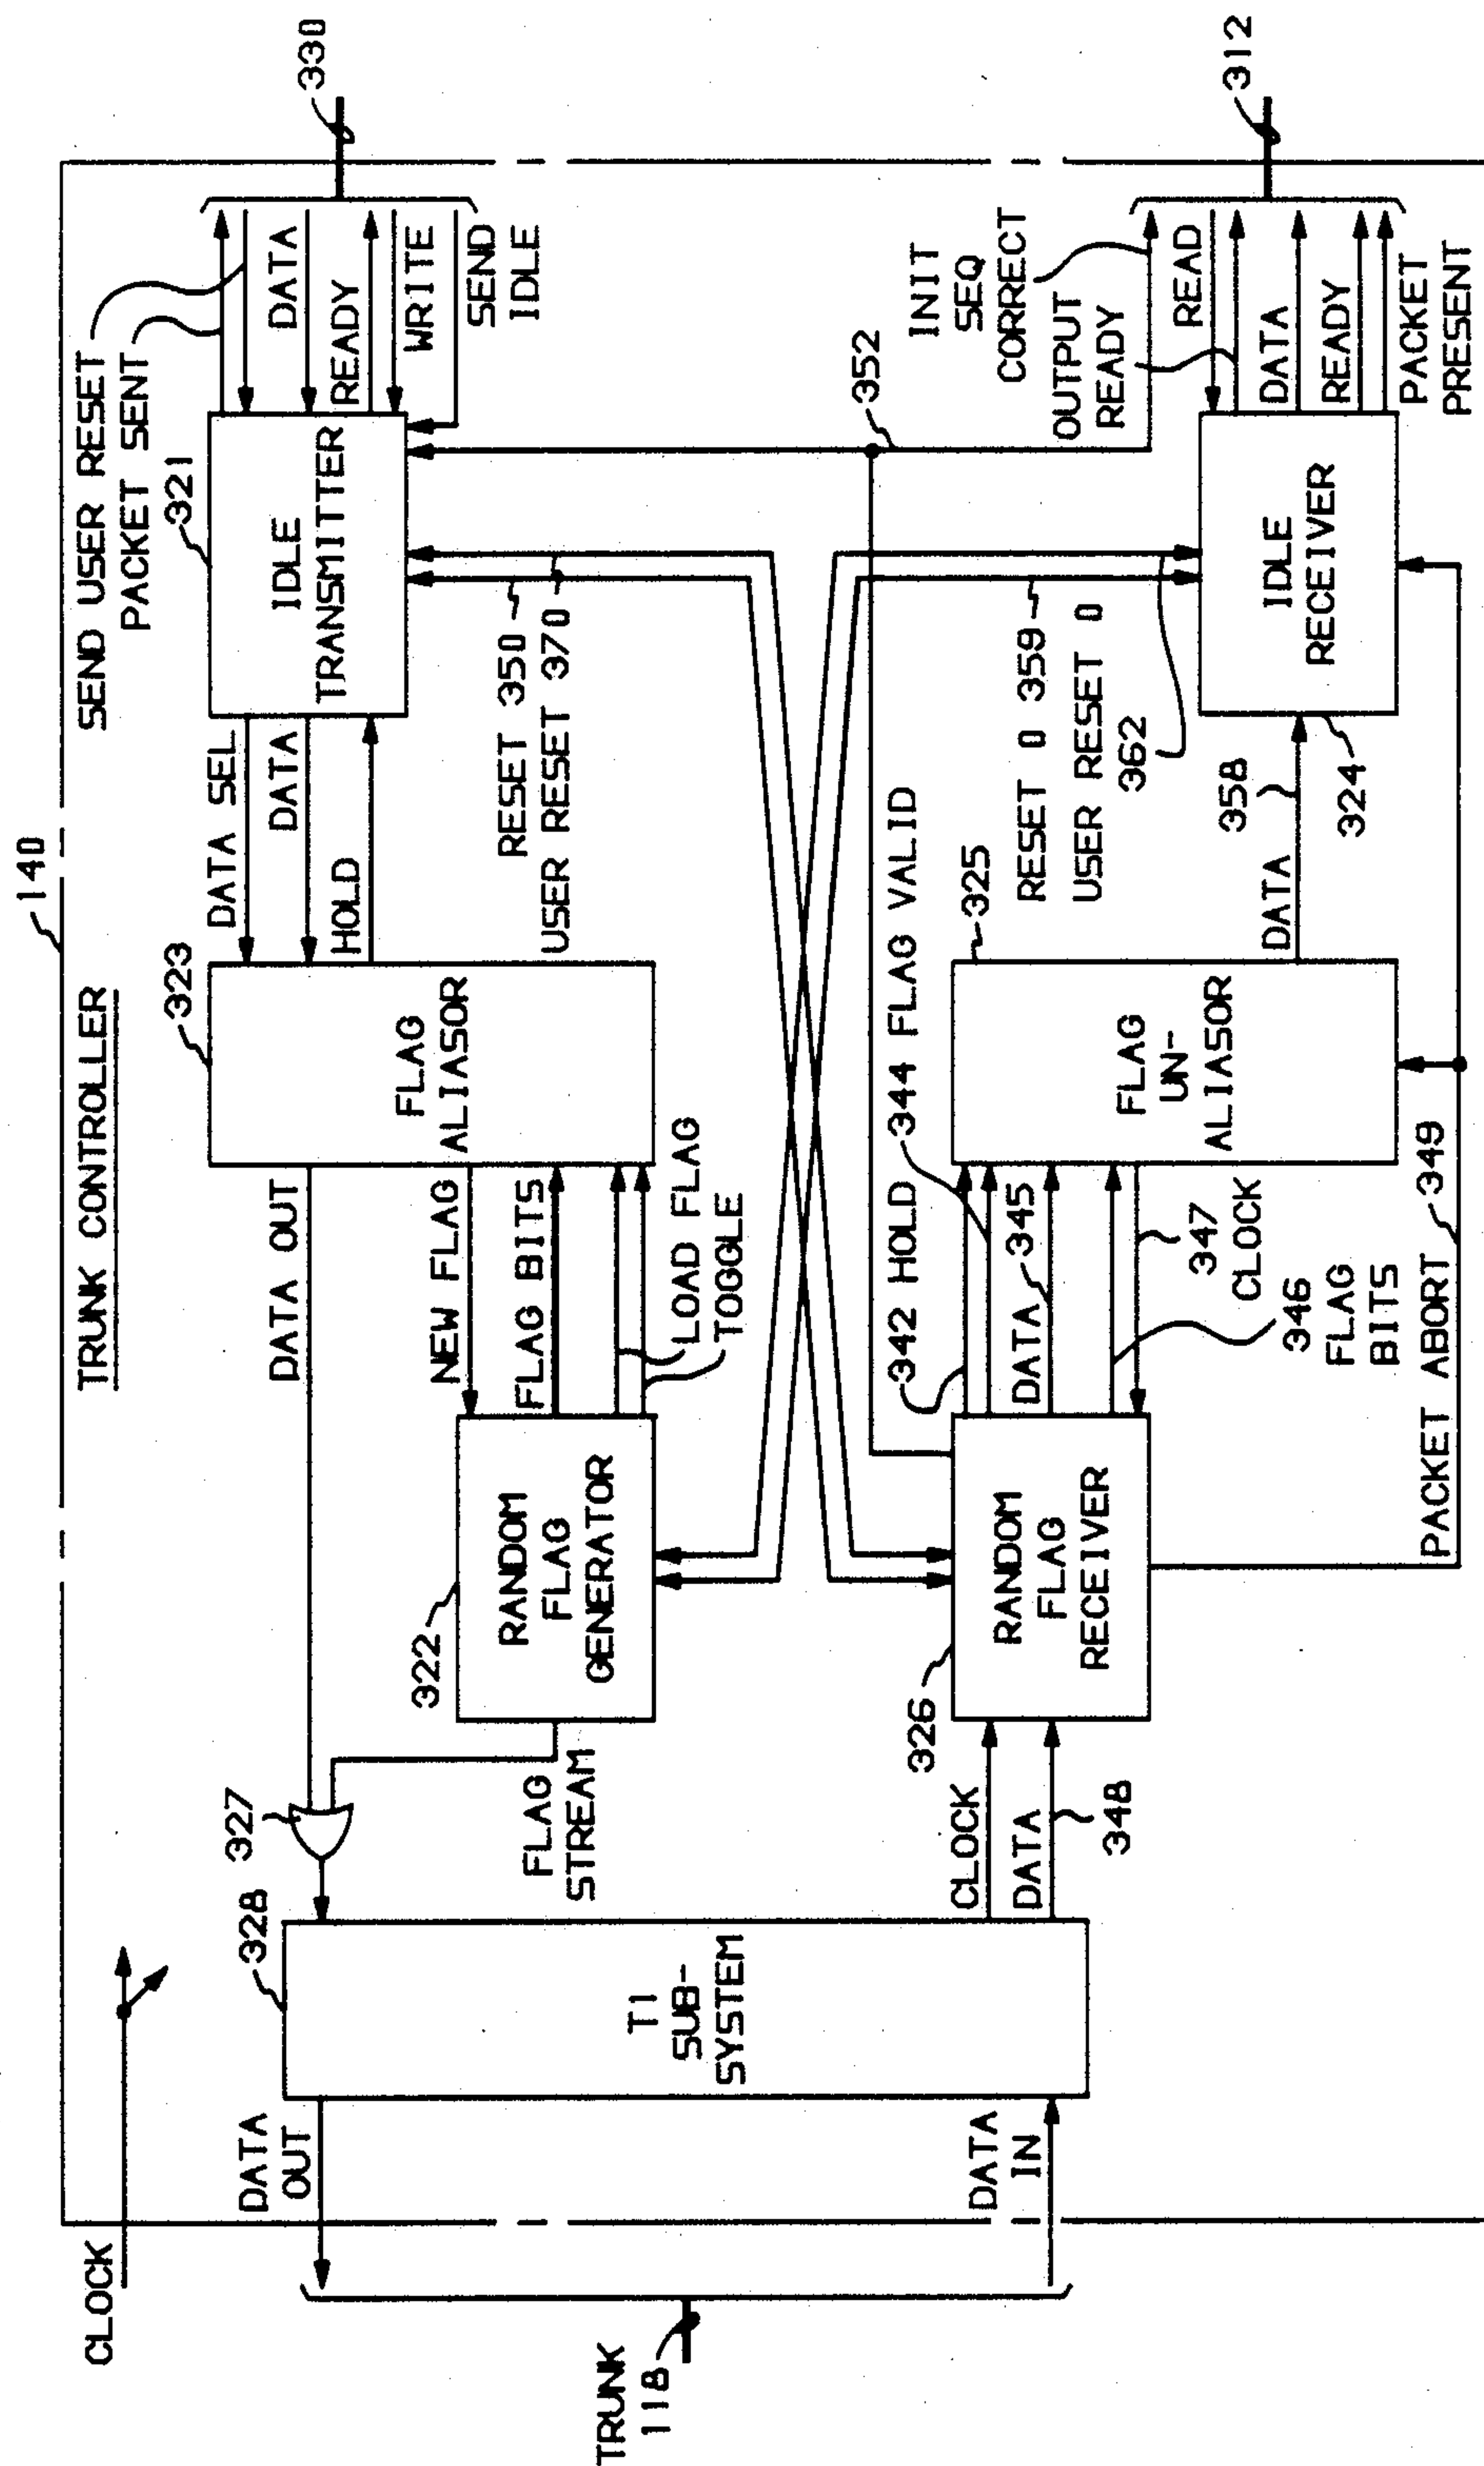 140
TRUNK CONTROLLER
CLOCK
TRUNK
118
DATA
OUT
DATA
IN
328
T1
SUB-
SYSTEM
327
FLAG
STREAM
CLOCK
DATA
348
DATA OUT
322
RANDOM
FLAG
GENERATOR
NEW FLAG
FLAG BITS
LOAD FLAG
TOGGLE
323
FLAG
ALIASOR
DATA SEL
DATA
HOLD
321
IDLE
TRANSMITTER
SEND USER RESET
PACKET SENT
DATA
READY
WRITE
SEND
IDLE
330
RESET 350
USER RESET 370
326
RANDOM
FLAG
RECEIVER
342 HOLD
344 FLAG VALID
DATA 345
347
CLOCK
346
FLAG
BITS
PACKET ABORT 349
325
FLAG
UN-
ALIASOR
RESET 0 359
USER RESET 0
362
DATA
358
324
IDLE
RECEIVER
352
INIT
SEQ
CORRECT
OUTPUT
READY
READ
DATA
READY
PACKET
PRESENT
312